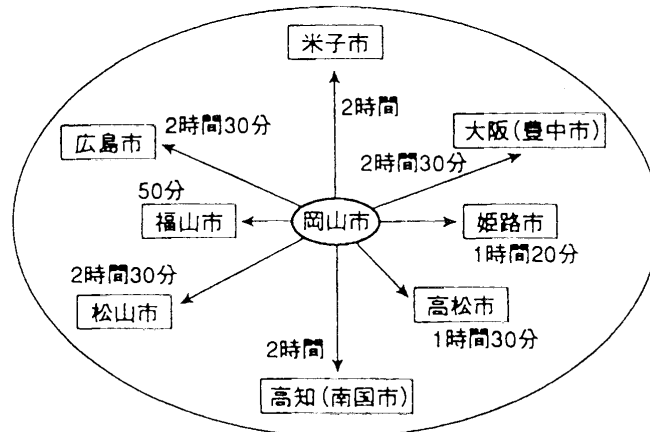 米子市
2時間
大阪(豊中市)
2時間30分
広島市
2時間30分
50分
福山市
岡山市
姫路市
1時間20分
2時間30分
松山市
高松市
1時間30分
2時間
高知(南国市)